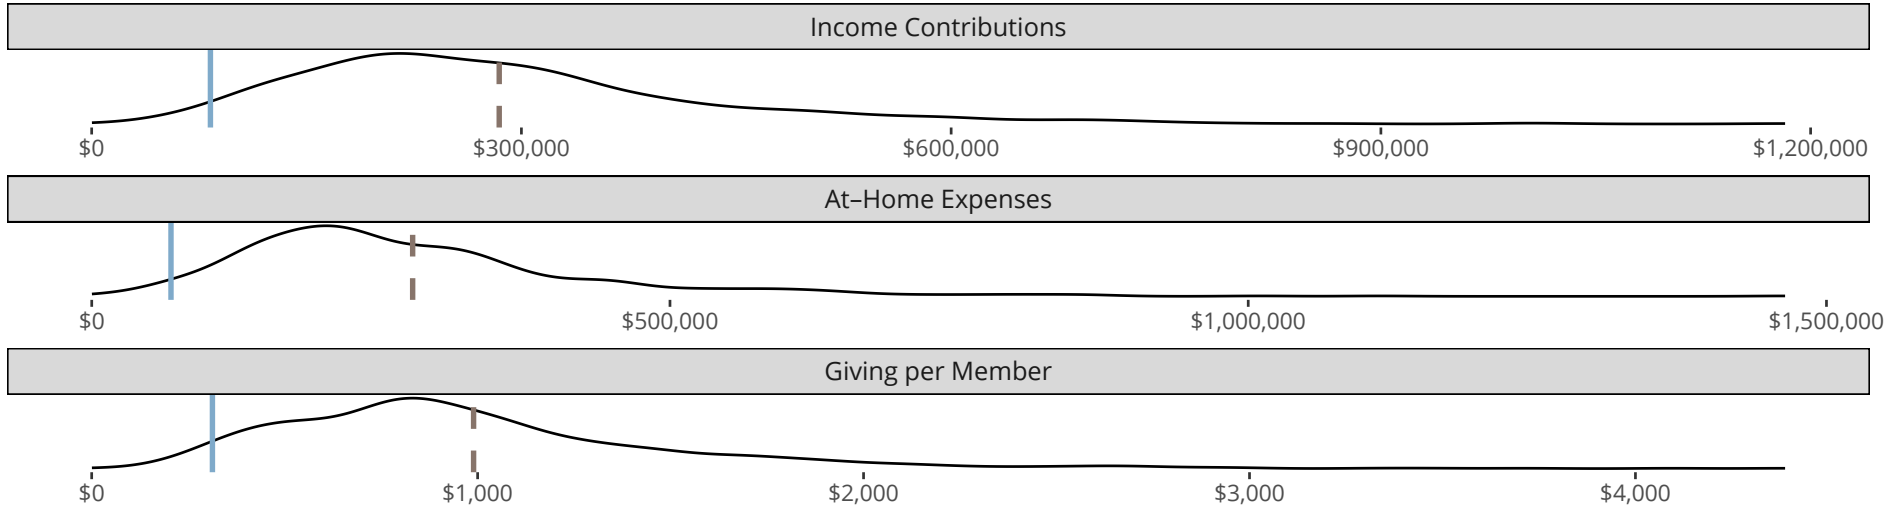 Income Contributions
$0 $300,000 $600,000 $900,000 $1,200,000
At–Home Expenses
$0 $500,000 $1,000,000 $1,500,000
Giving per Member
$0 $1,000 $2,000 $3,000 $4,000